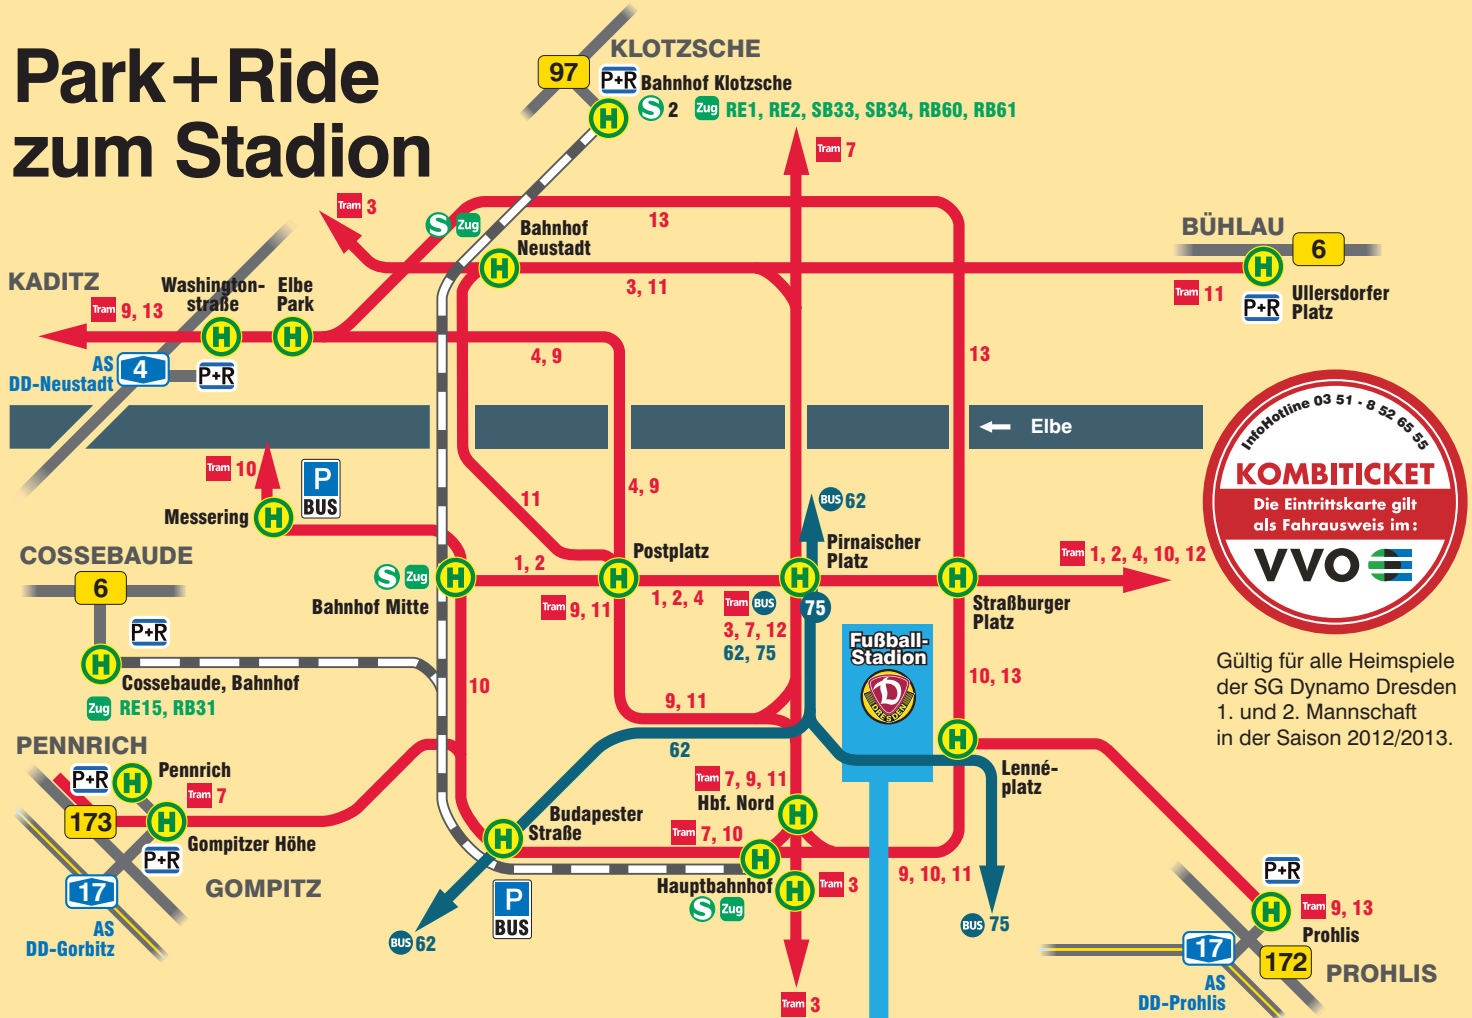 Park+Ride
zum Stadion
97
KLOTZSCHE
P+R Bahnhof Klotzsche
H
S 2 Zug RE1, RE2, SB33, SB34, RB60, RB61
Tram 7
Tram 3
S Zug
13
Bahnhof
Neustadt
H
3, 11
BÜHLAU
6
H
Tram 11
P+R
Ullersdorfer
Platz
KADITZ
Tram 9, 13
Washington-
straße
H
Elbe
Park
H
AS
DD-Neustadt
4
P+R
4, 9
13
Elbe
InfoHotline 03 51 - 8 52 65 55
KOMBITICKET
Die Eintrittskarte gilt
als Fahrausweis im:
VVO
Gültig für alle Heimspiele
der SG Dynamo Dresden
1. und 2. Mannschaft
in der Saison 2012/2013.
Tram 10
P
BUS
Messering
H
11
4, 9
BUS 62
COSSEBAUDE
6
P+R
H
Cossebaude, Bahnhof
Zug RE15, RB31
S Zug
H
Bahnhof Mitte
1, 2
Postplatz
H
Tram 9, 11
1, 2, 4
Pirnaischer
Platz
H
75
Tram BUS
3, 7, 12
62, 75
Tram 1, 2, 4, 10, 12
H
Straßburger
Platz
Fußball-
Stadion
D
DRESDEN
10
9, 11
62
10, 13
H
Lenné-
platz
PENNRICH
P+R
H
Pennrich
Tram 7
173
H
Gompitzer Höhe
P+R
17
GOMPITZ
AS
DD-Gorbitz
Tram 7, 9, 11
Hbf. Nord
H
Budapester
Straße
H
Tram 7, 10
H
Hauptbahnhof
S Zug
H
Tram 3
9, 10, 11
P
BUS
BUS 62
BUS 75
Tram 3
P+R
H
Tram 9, 13
Prohlis
17
172
PROHLIS
AS
DD-Prohlis